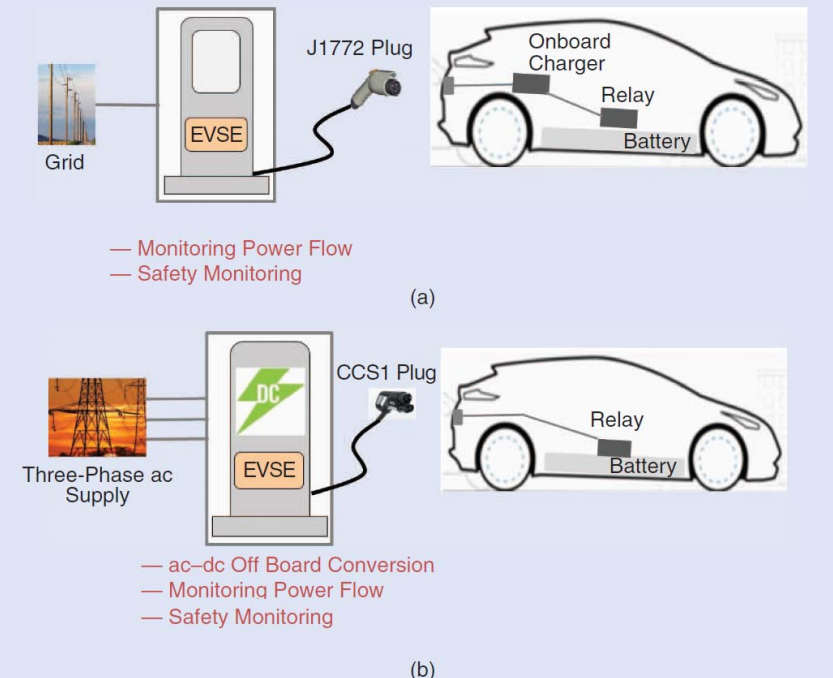 J1772 Plug
Onboard
Charger
Relay
EVSE
Battery
Grid
— Monitoring Power Flow
— Safety Monitoring
(a)
CCS1 Plug
DC
Relay
EVSE
Battery
Three-Phase ac
Supply
— ac–dc Off Board Conversion
— Monitoring Power Flow
— Safety Monitoring
(b)